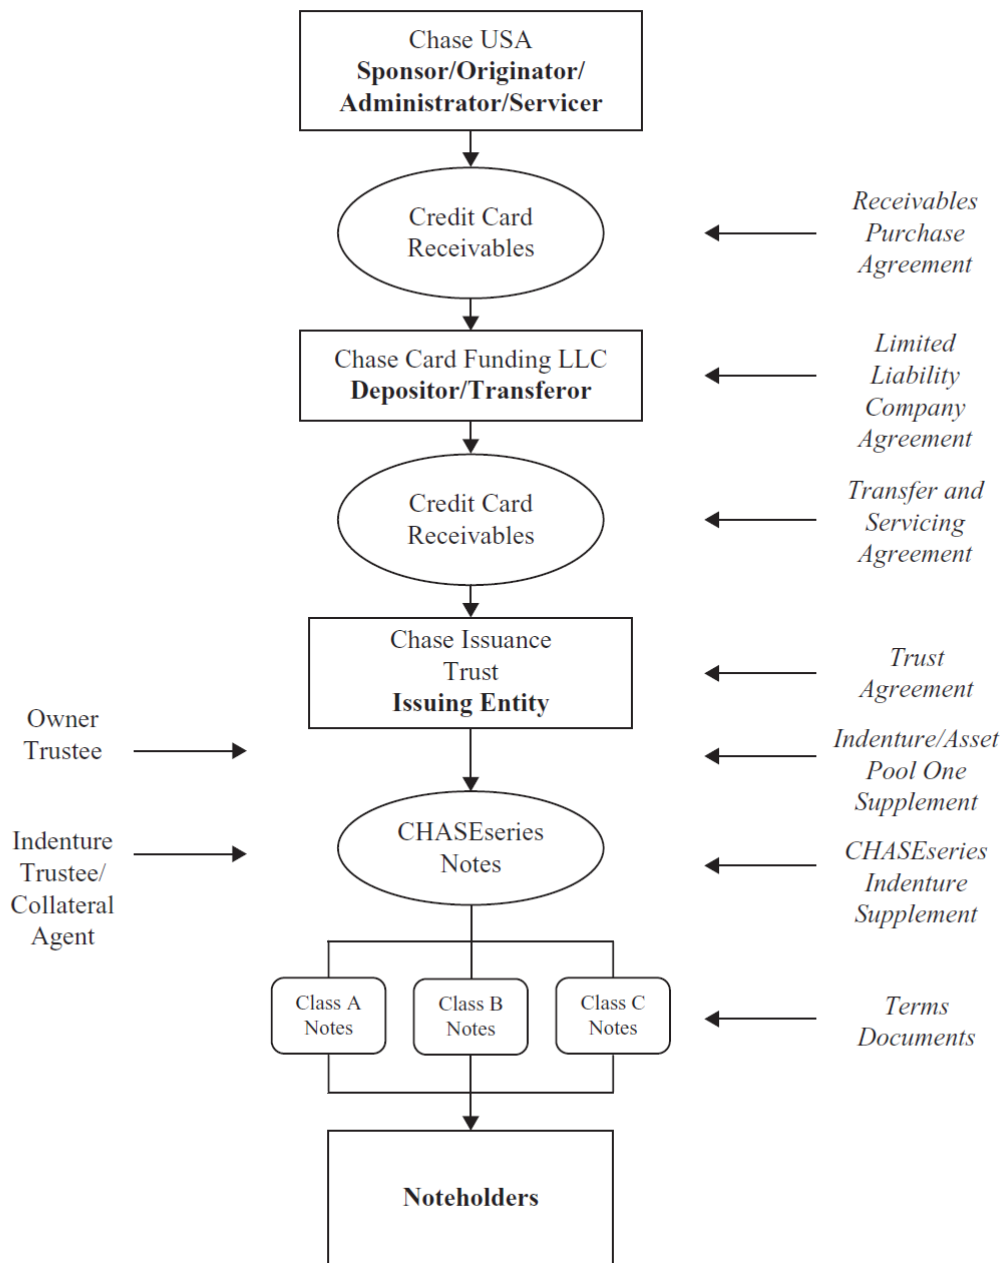 Chase USA
Sponsor/Originator/
Administrator/Servicer
Credit Card
Receivables
Receivables
Purchase
Agreement
Chase Card Funding LLC
Depositor/Transferor
Limited
Liability
Company
Agreement
Credit Card
Receivables
Transfer and
Servicing
Agreement
Chase Issuance
Trust
Issuing Entity
Trust
Agreement
Owner
Trustee
Indenture/Asset
Pool One
Supplement
Indenture
Trustee/
Collateral
Agent
CHASEseries
Notes
CHASEseries
Indenture
Supplement
Class A
Notes
Class B
Notes
Class C
Notes
Terms
Documents
Noteholders